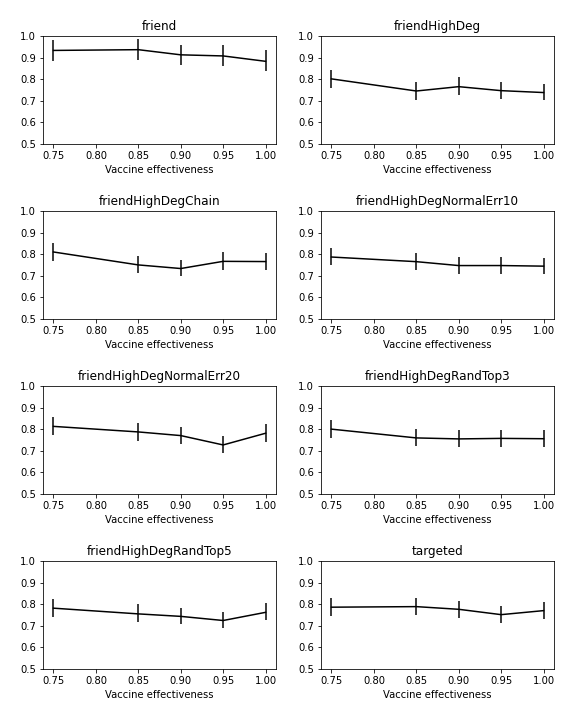 friend
1.0
0.9
0.8
0.7
0.6
0.5
0.75 0.80 0.85 0.90 0.95 1.00
Vaccine effectiveness
friendHighDeg
1.0
0.9
0.8
0.7
0.6
0.5
0.75 0.80 0.85 0.90 0.95 1.00
Vaccine effectiveness
friendHighDegChain
1.0
0.9
0.8
0.7
0.6
0.5
0.75 0.80 0.85 0.90 0.95 1.00
Vaccine effectiveness
friendHighDegNormalErr10
1.0
0.9
0.8
0.7
0.6
0.5
0.75 0.80 0.85 0.90 0.95 1.00
Vaccine effectiveness
friendHighDegNormalErr20
1.0
0.9
0.8
0.7
0.6
0.5
0.75 0.80 0.85 0.90 0.95 1.00
Vaccine effectiveness
friendHighDegRandTop3
1.0
0.9
0.8
0.7
0.6
0.5
0.75 0.80 0.85 0.90 0.95 1.00
Vaccine effectiveness
friendHighDegRandTop5
1.0
0.9
0.8
0.7
0.6
0.5
0.75 0.80 0.85 0.90 0.95 1.00
Vaccine effectiveness
targeted
1.0
0.9
0.8
0.7
0.6
0.5
0.75 0.80 0.85 0.90 0.95 1.00
Vaccine effectiveness